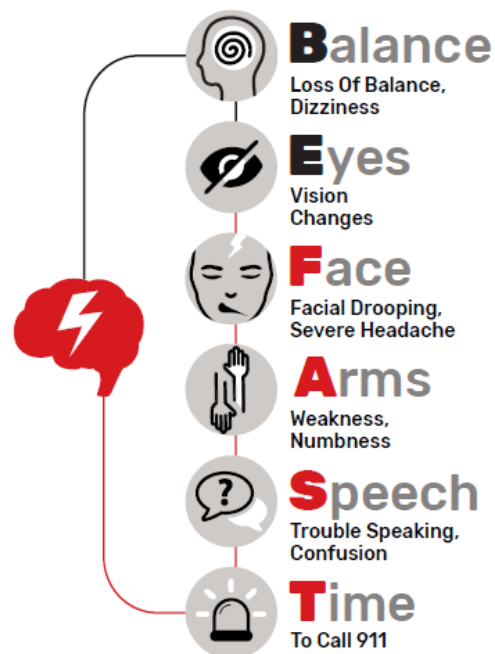 Balance
Loss Of Balance,
Dizziness
Eyes
Vision
Changes
Face
Facial Drooping,
Severe Headache
Arms
Weakness,
Numbness
?
Speech
Trouble Speaking,
Confusion
Time
To Call 911